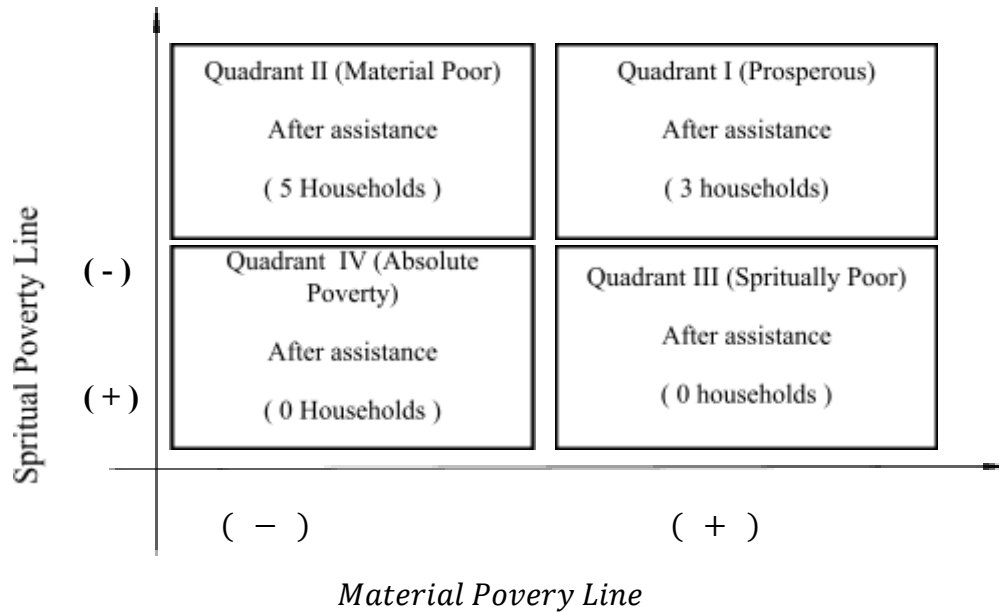 Quadrant II (Material Poor)
After assistance
( 5 Households )
Quadrant I (Prosperous)
After assistance
( 3 households)
Quadrant IV (Absolute
Poverty)
After assistance
( 0 Households )
Quadrant III (Spritually Poor)
After assistance
( 0 households )
Spritual Poverty Line
( - )
( + )
( − )
( + )
Material Povery Line